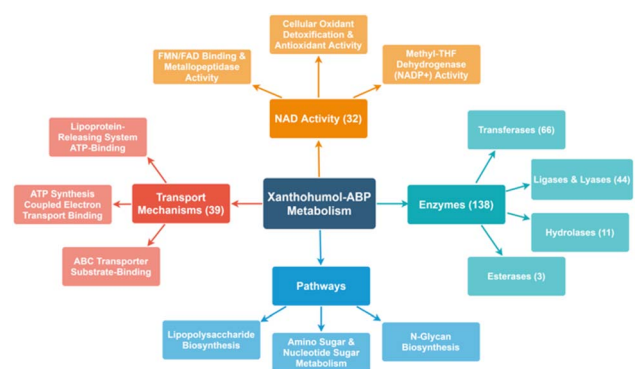 Cellular Oxidant
Detoxification &
Antioxidant Activity
FMN/FAD Binding &
Metallopeptidase
Activity
Methyl-THF
Dehydrogenase
(NADP+) Activity
NAD Activity (32)
Lipoprotein-
Releasing System
ATP-Binding
Transferases (66)
ATP Synthesis
Coupled Electron
Transport Binding
Transport
Mechanisms (39)
Xanthohumol-ABP
Metabolism
Enzymes (138)
Ligases & Lyases (44)
Hydrolases (11)
ABC Transporter
Substrate-Binding
Esterases (3)
Pathways
Lipopolysaccharide
Biosynthesis
Amino Sugar &
Nucleotide Sugar
Metabolism
N-Glycan
Biosynthesis